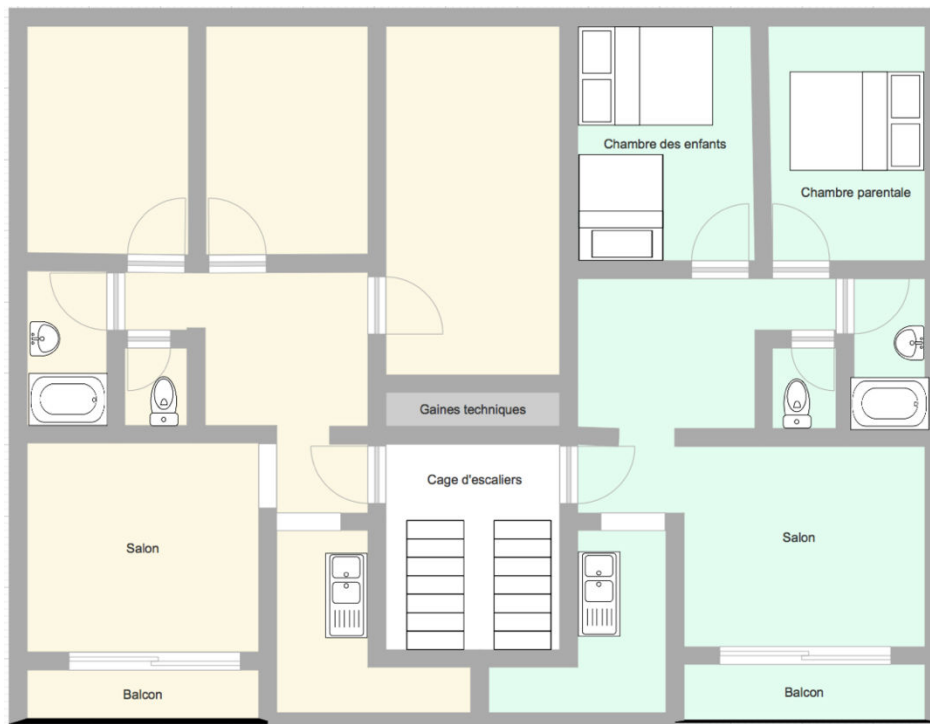 Chambre des enfants
Chambre parentale
Gaines techniques
Cage d'escaliers
Salon
Salon
Balcon
Balcon